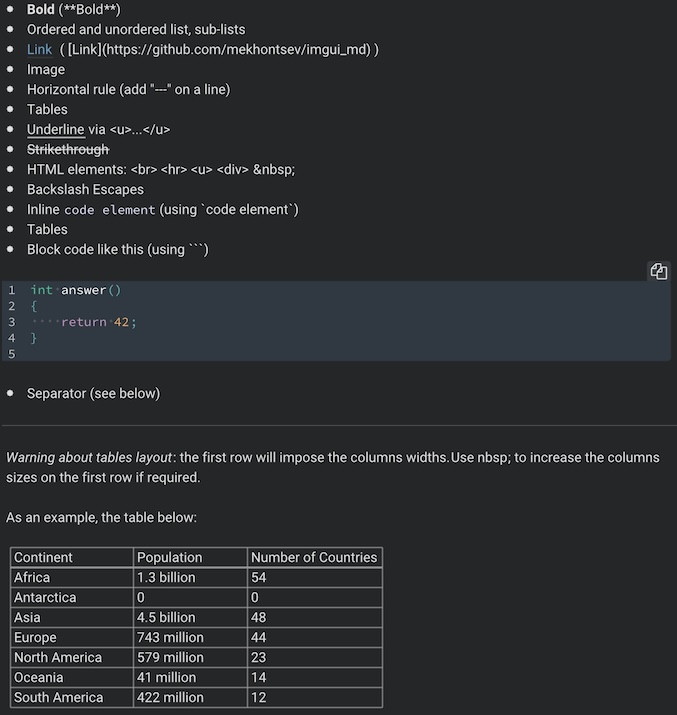 Bold (**Bold**)
Ordered and unordered list, sub-lists
Link ( [Link](https://github.com/mekhontsev/imgui_md) )
Image
Horizontal rule (add "---" on a line)
Tables
Underline via <u>...</u>
Strikethrough
HTML elements: <br> <hr> <u> <div> &nbsp;
Backslash Escapes
Inline code element (using `code element`)
Tables
Block code like this (using ```)
1 int answer()
2 {
3     return 42;
4 }
5
Separator (see below)
Warning about tables layout: the first row will impose the columns widths.Use nbsp; to increase the columns
sizes on the first row if required.
As an example, the table below:
Continent Population Number of Countries
Africa 1.3 billion 54
Antarctica 0 0
Asia 4.5 billion 48
Europe 743 million 44
North America 579 million 23
Oceania 41 million 14
South America 422 million 12